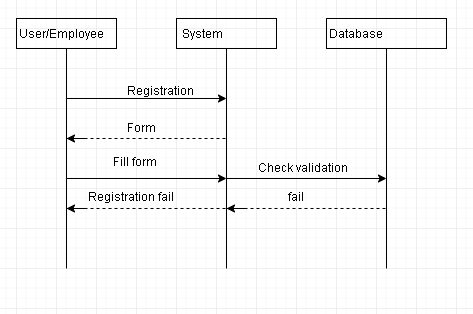 User/Employee
System
Database
Registration
Form
Fill form
Check validation
Registration fail
fail